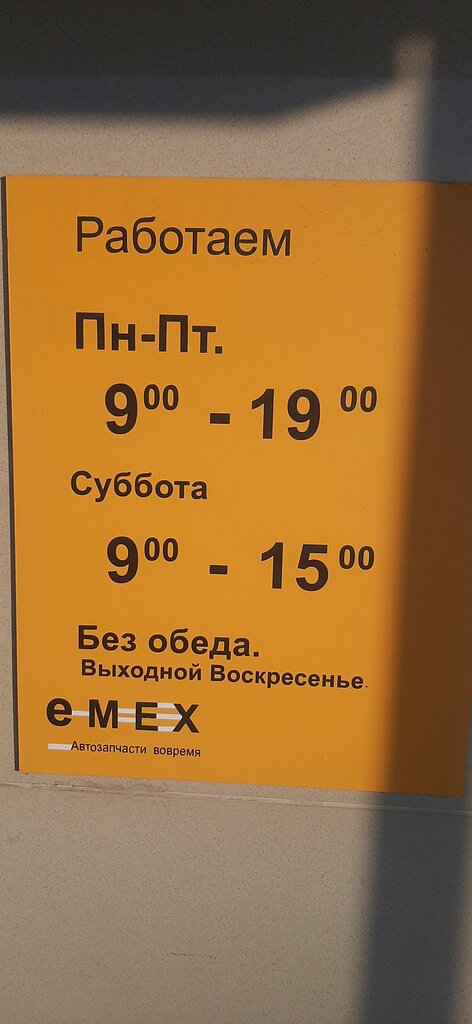 Работаем
Пн-Пт.
9⁰⁰ - 19⁰⁰
Суббота
9⁰⁰ - 15⁰⁰
Без обеда.
Выходной Воскресенье.
eMEX
Автозапчасти вовремя